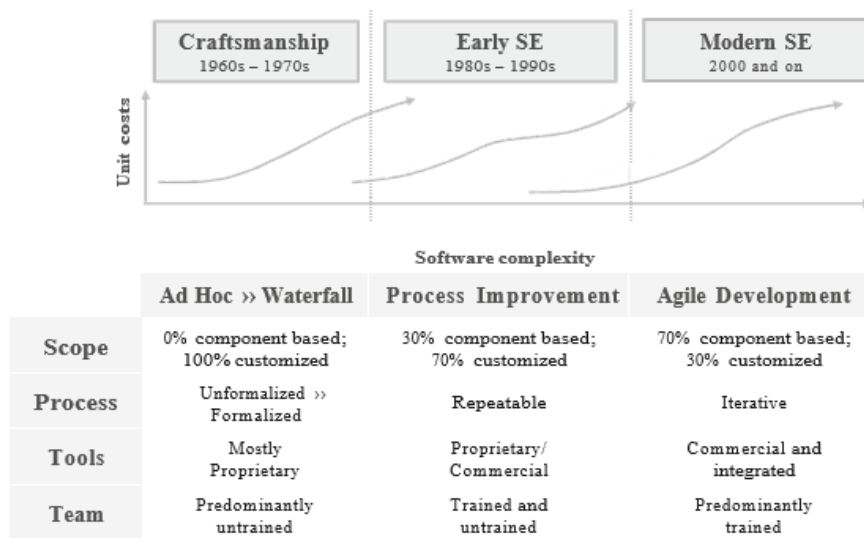 Craftsmanship
1960s – 1970s
Early SE
1980s – 1990s
Modern SE
2000 and on
Unit costs
Software complexity
Ad Hoc ›› Waterfall
Process Improvement
Agile Development
Scope
0% component based;
100% customized
30% component based;
70% customized
70% component based;
30% customized
Process
Unformalized ››
Formalized
Repeatable
Iterative
Tools
Mostly
Proprietary
Proprietary/
Commercial
Commercial and
integrated
Team
Predominantly
untrained
Trained and
untrained
Predominantly
trained